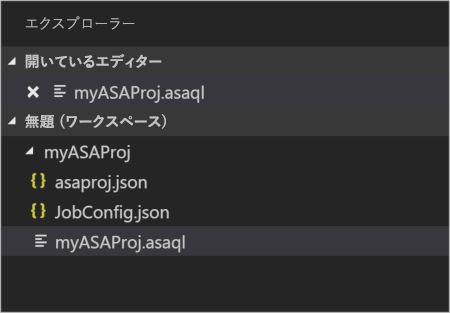 エクスプローラー
開いているエディター
myASAProj.asaql
無題 (ワークスペース)
myASAProj
{} asaproj.json
{} JobConfig.json
myASAProj.asaql